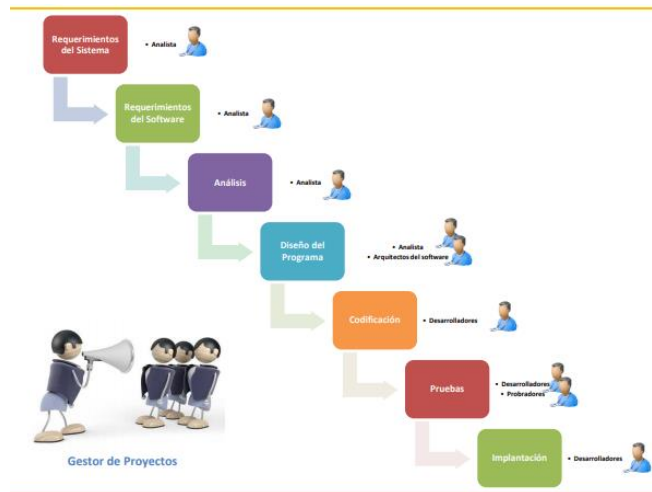 Requerimientos
del Sistema
• Analista
Requerimientos
del Software
• Analista
Análisis
• Analista
Diseño del
Programa
• Analista
• Arquitectos del software
Codificación
• Desarrolladores
Pruebas
• Desarrolladores
• Probradores
Implantación
• Desarrolladores
Gestor de Proyectos